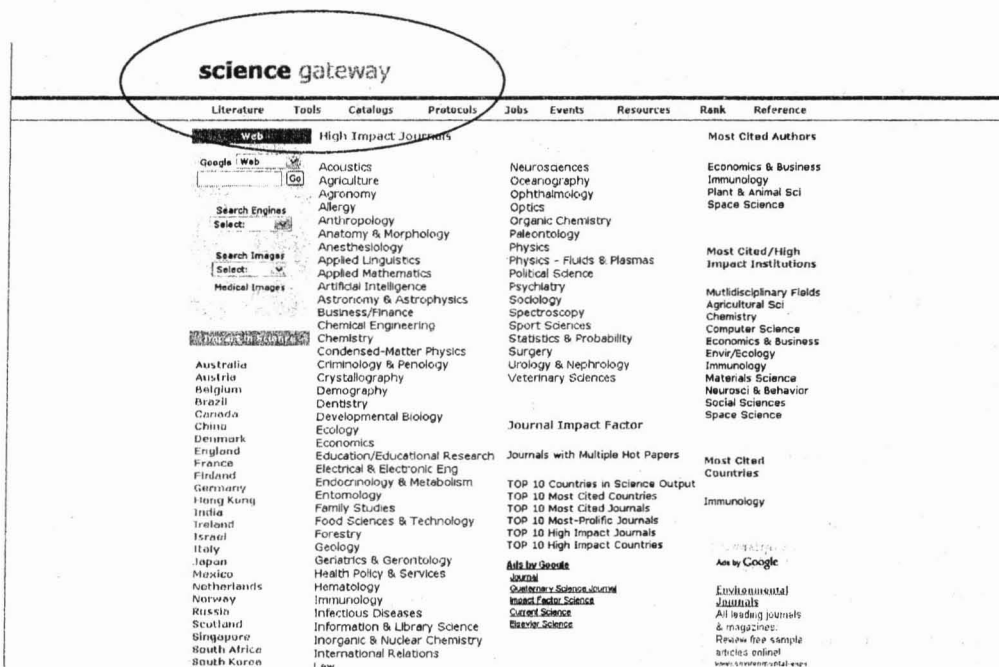 science gateway
Literature Tools Catalogs Protocols Jobs Events Resources Rank Reference
Web
Google Web
Go
Search Engines
Select:
Search Images
Select:
Medical Images
Impact in Science
Australia
Austria
Belgium
Brazil
Canada
China
Denmark
England
France
Finland
Germany
Hong Kong
India
Ireland
Israel
Italy
Japan
Mexico
Netherlands
Norway
Russia
Scotland
Singapore
South Africa
South Korea
High Impact Journals
Acoustics
Agriculture
Agronomy
Allergy
Anthropology
Anatomy & Morphology
Anesthesiology
Applied Linguistics
Applied Mathematics
Artificial Intelligence
Astronomy & Astrophysics
Business/Finance
Chemical Engineering
Chemistry
Condensed-Matter Physics
Criminology & Penology
Crystallography
Demography
Dentistry
Developmental Biology
Ecology
Economics
Education/Educational Research
Electrical & Electronic Eng
Endocrinology & Metabolism
Entomology
Family Studies
Food Sciences & Technology
Forestry
Geology
Geriatrics & Gerontology
Health Policy & Services
Hematology
Immunology
Infectious Diseases
Information & Library Science
Inorganic & Nuclear Chemistry
International Relations
Law
Neurosciences
Oceanography
Ophthalmology
Optics
Organic Chemistry
Paleontology
Physics
Physics - Fluids & Plasmas
Political Science
Psychiatry
Sociology
Spectroscopy
Sport Sciences
Statistics & Probability
Surgery
Urology & Nephrology
Veterinary Sciences
Journal Impact Factor
Journals with Multiple Hot Papers
TOP 10 Countries in Science Output
TOP 10 Most Cited Countries
TOP 10 Most Cited Journals
TOP 10 Most-Prolific Journals
TOP 10 High Impact Journals
TOP 10 High Impact Countries
Ads by Google
Journal
Quaternary Science Journal
Impact Factor Science
Current Science
Elsevier Science
Most Cited Authors
Economics & Business
Immunology
Plant & Animal Sci
Space Science
Most Cited/High
Impact Institutions
Mutlidisciplinary Fields
Agricultural Sci
Chemistry
Computer Science
Economics & Business
Envir/Ecology
Immunology
Materials Science
Neurosci & Behavior
Social Sciences
Space Science
Most Cited
Countries
Immunology
Ads by Google
Environmental
Journals
All leading journals
& magazines.
Review free sample
articles online!